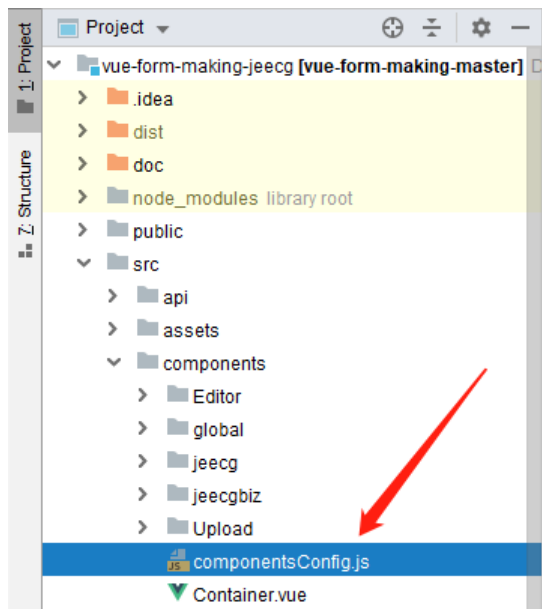 Project
1: Project
vue-form-making-jeecg [vue-form-making-master] D
.idea
dist
doc
node_modules library root
public
Z: Structure
src
api
assets
components
Editor
global
jeecg
jeecgbiz
Upload
JS componentsConfig.js
Container.vue